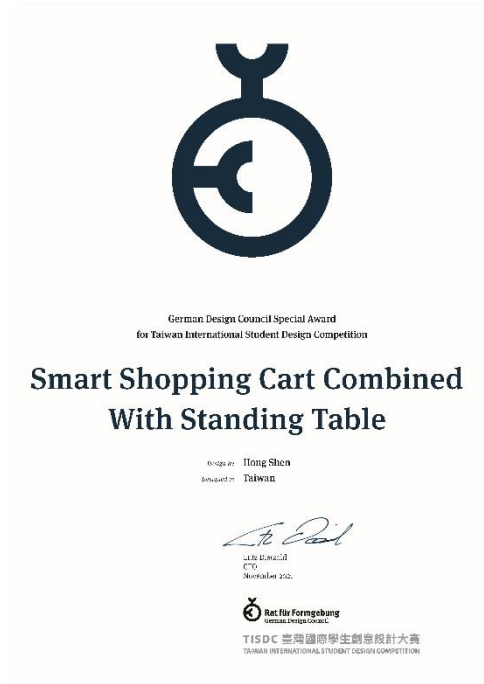 German Design Council Special Award
for Taiwan International Student Design Competition
Smart Shopping Cart Combined
With Standing Table
Hong Shen
Taiwan
November
Rat für Formgebung
German Design Council
TISDC 臺灣國際學生創意設計大賽
TAIWAN INTERNATIONAL STUDENT DESIGN COMPETITION